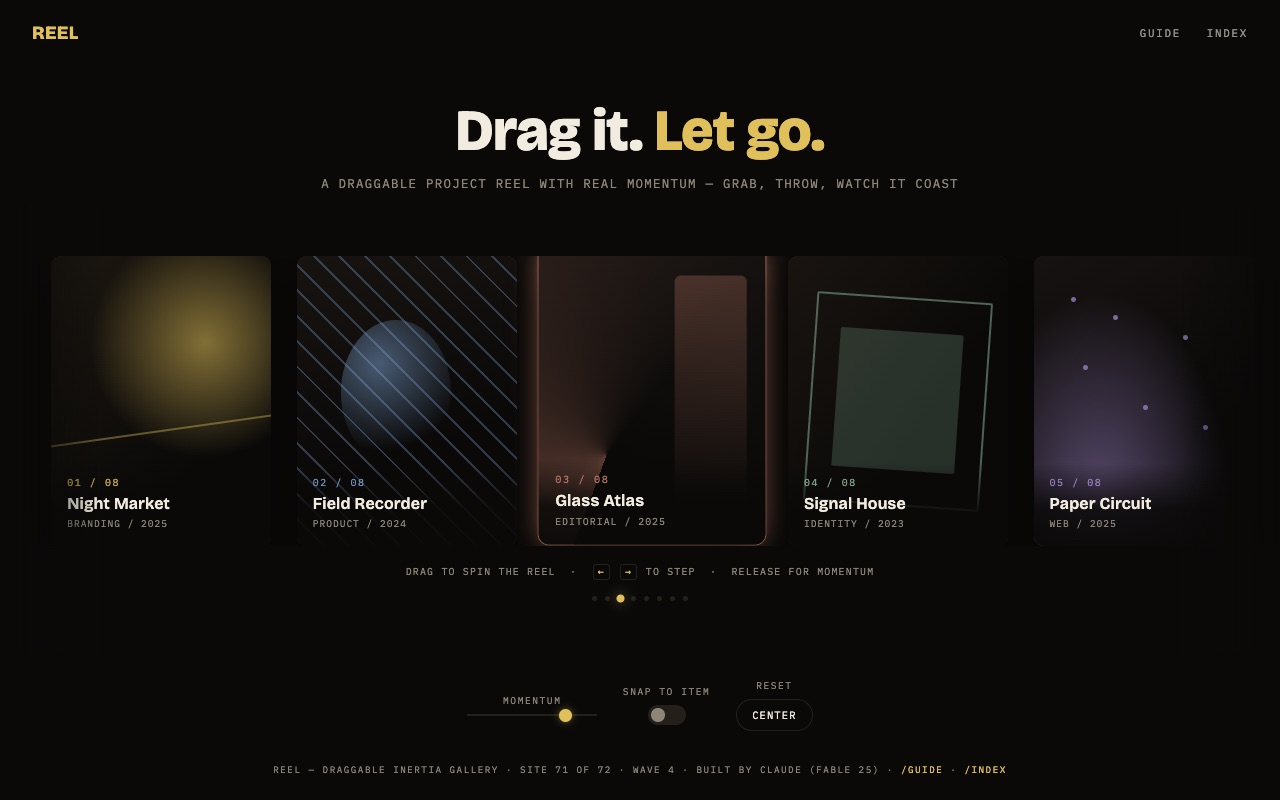 REEL
GUIDE INDEX
Drag it. Let go.
A DRAGGABLE PROJECT REEL WITH REAL MOMENTUM — GRAB, THROW, WATCH IT COAST
01 / 08
Night Market
BRANDING / 2025
02 / 08
Field Recorder
PRODUCT / 2024
03 / 08
Glass Atlas
EDITORIAL / 2025
04 / 08
Signal House
IDENTITY / 2023
05 / 08
Paper Circuit
WEB / 2025
DRAG TO SPIN THE REEL · ← → TO STEP · RELEASE FOR MOMENTUM
MOMENTUM
SNAP TO ITEM
RESET
CENTER
REEL — DRAGGABLE INERTIA GALLERY · SITE 71 OF 72 · WAVE 4 · BUILT BY CLAUDE (FABLE 25) · /GUIDE · /INDEX